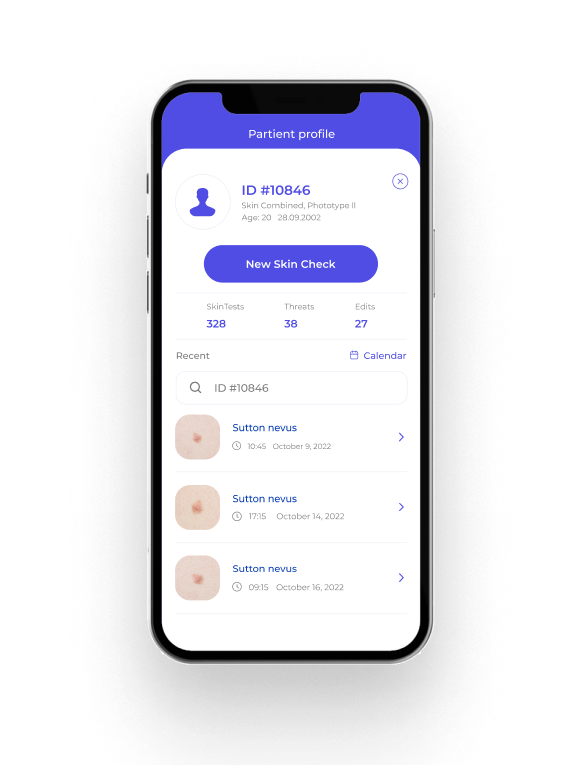 Partient profile
ID #10846
Skin Combined, Phototype II
Age: 20 28.09.2002
New Skin Check
SkinTests Threats Edits
328 38 27
Recent Calendar
ID #10846
Sutton nevus
10:45 October 9, 2022
Sutton nevus
17:15 October 14, 2022
Sutton nevus
09:15 October 16, 2022